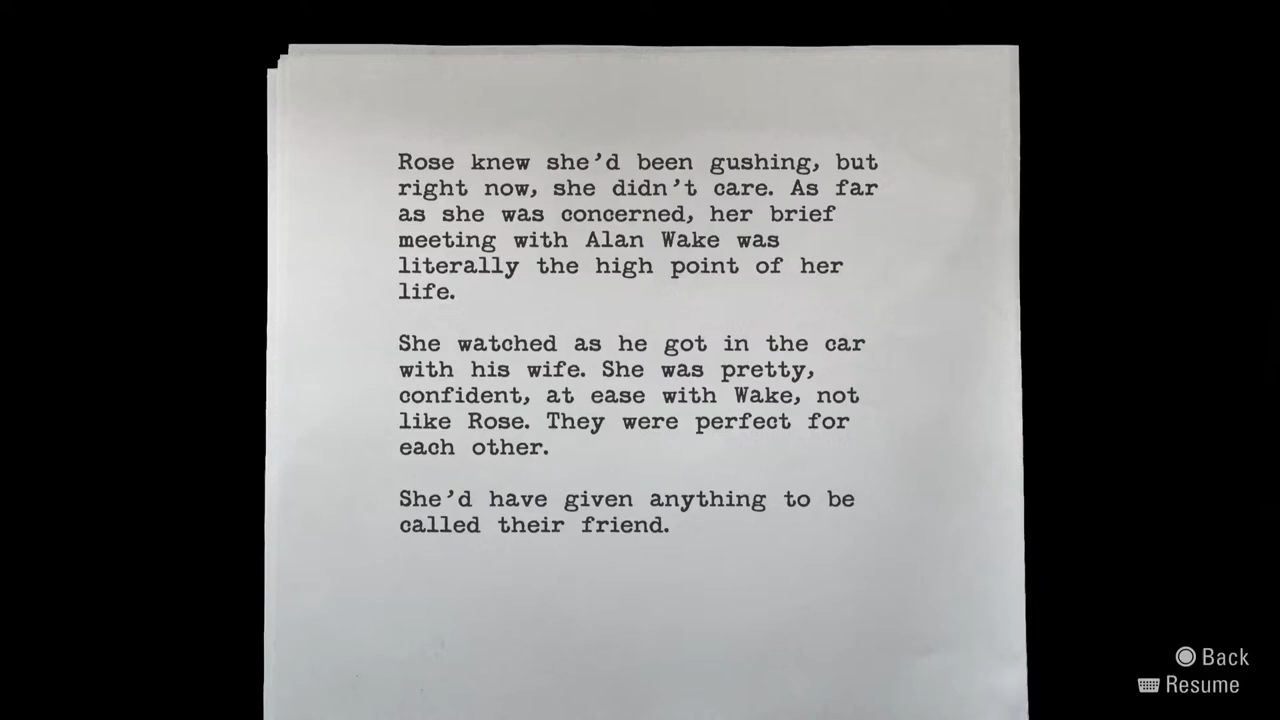 Rose knew she’d been gushing, but
right now, she didn’t care. As far
as she was concerned, her brief
meeting with Alan Wake was
literally the high point of her
life.
She watched as he got in the car
with his wife. She was pretty,
confident, at ease with Wake, not
like Rose. They were perfect for
each other.
She’d have given anything to be
called their friend.
Back
Resume